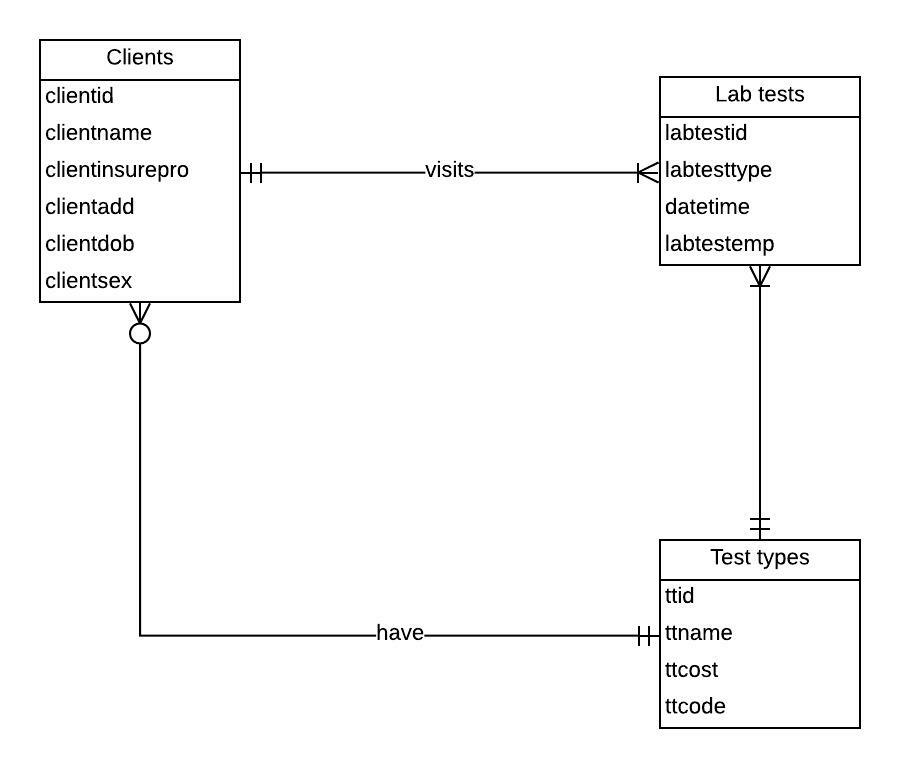 Clients
clientid
clientname
clientinsurepro
clientadd
clientdob
clientsex
visits
Lab tests
labtestid
labtesttype
datetime
labtestemp
have
Test types
ttid
ttname
ttcost
ttcode